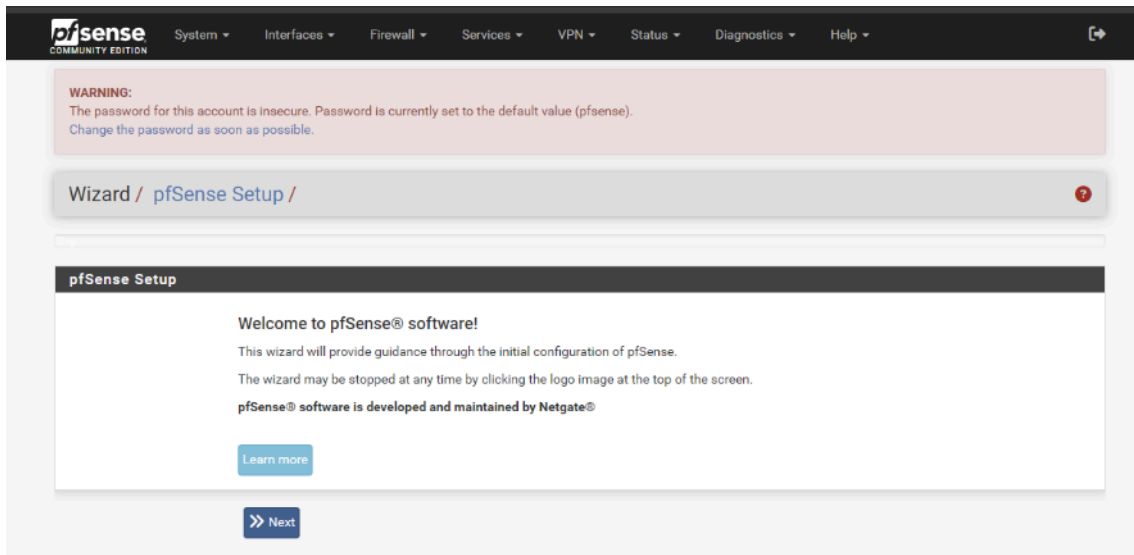 pfsense System Interfaces Firewall Services VPN Status Diagnostics Help
COMMUNITY EDITION
WARNING:
The password for this account is insecure. Password is currently set to the default value (pfsense).
Change the password as soon as possible.
Wizard / pfSense Setup /
pfSense Setup
Welcome to pfSense® software!
This wizard will provide guidance through the initial configuration of pfSense.
The wizard may be stopped at any time by clicking the logo image at the top of the screen.
pfSense® software is developed and maintained by Netgate®
Learn more
Next